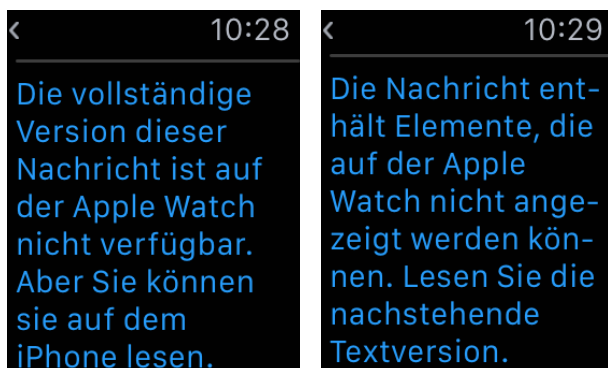 ‹ 10:28
Die vollständige
Version dieser
Nachricht ist auf
der Apple Watch
nicht verfügbar.
Aber Sie können
sie auf dem
iPhone lesen.
‹ 10:29
Die Nachricht ent-
hält Elemente, die
auf der Apple
Watch nicht ange-
zeigt werden kön-
nen. Lesen Sie die
nachstehende
Textversion.